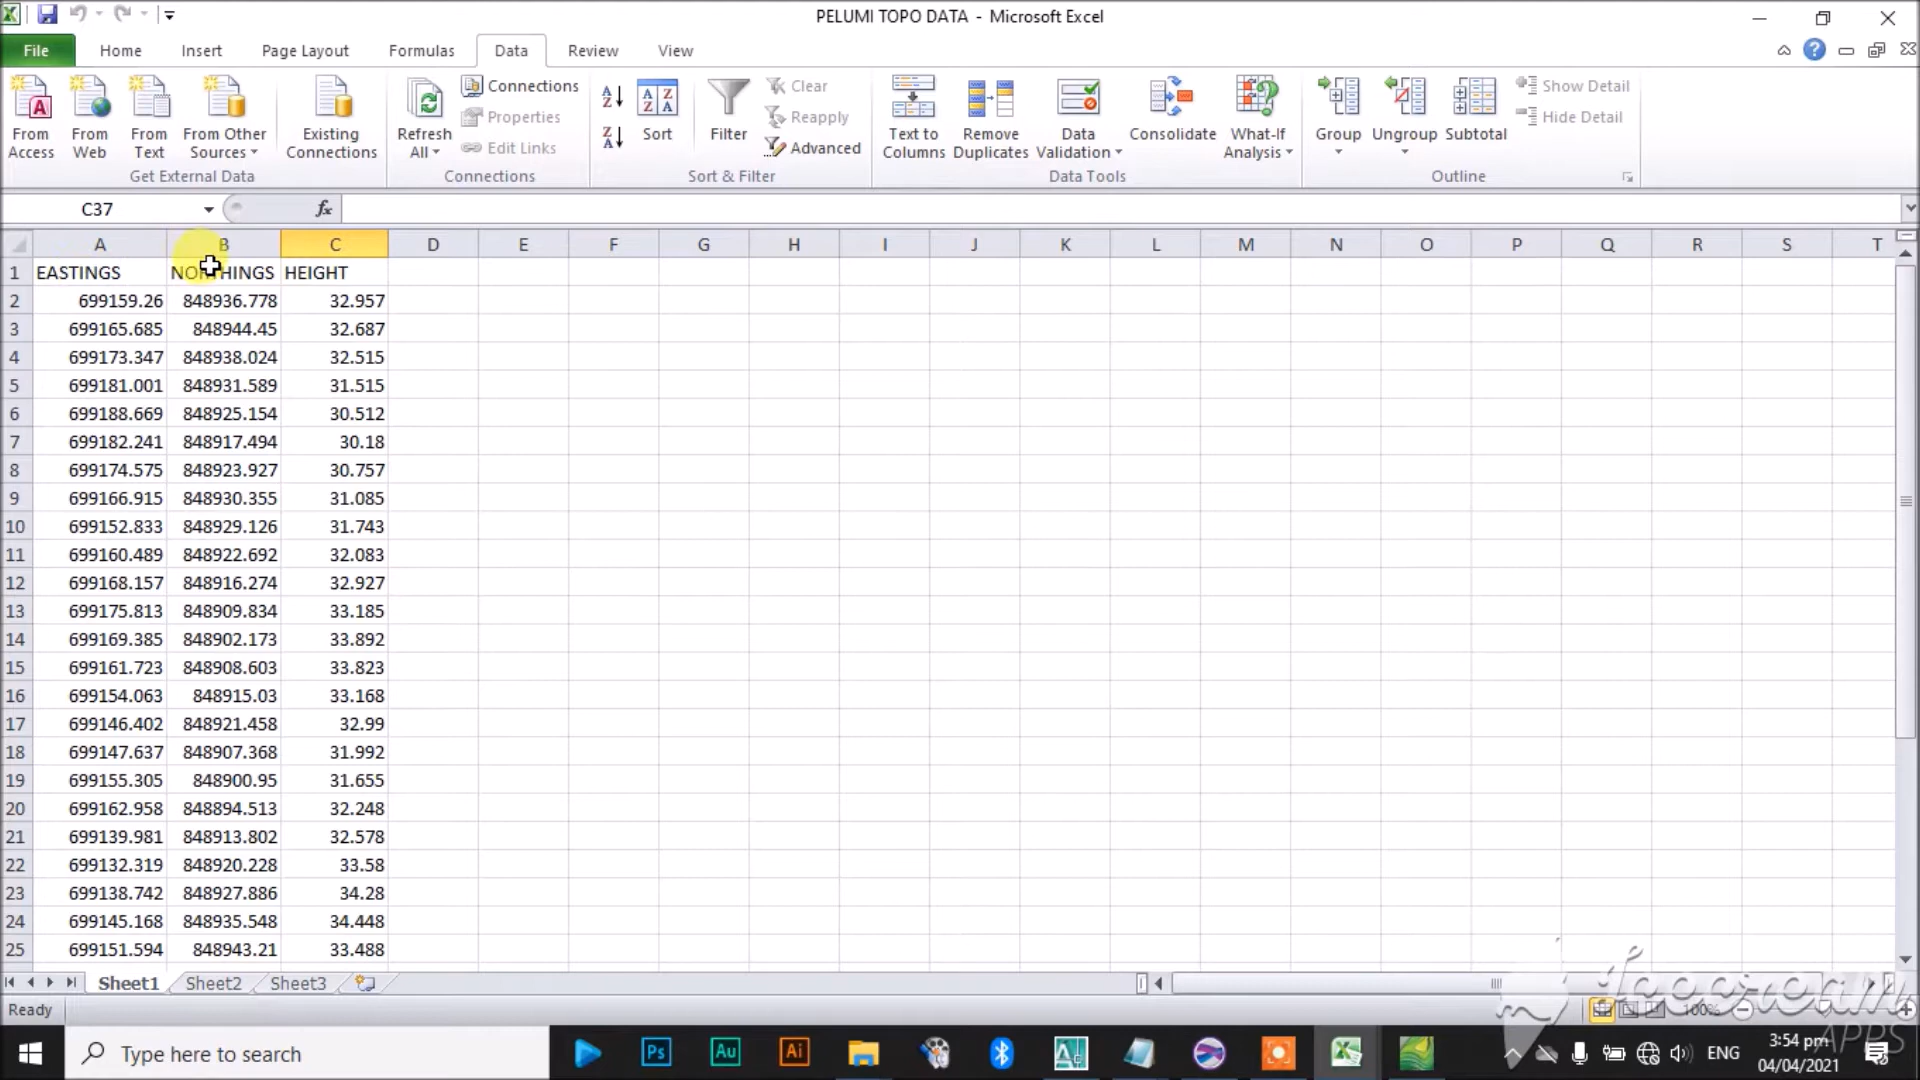 PELUMI TOPO DATA - Microsoft Excel
File Home Insert Page Layout Formulas Data Review View
From Access From Web From Text From Other Sources Existing Connections Refresh All Connections Properties Edit Links Sort Filter Clear Reapply Advanced Text to Columns Remove Duplicates Data Validation Consolidate What-If Analysis Group Ungroup Subtotal Show Detail Hide Detail
Get External Data Connections Sort & Filter Data Tools Outline
C37 fx
A B C D E F G H I J K L M N O P Q R S T
1 EASTINGS NORTHINGS HEIGHT
2 699159.26 848936.778 32.957
3 699165.685 848944.45 32.687
4 699173.347 848938.024 32.515
5 699181.001 848931.589 31.515
6 699188.669 848925.154 30.512
7 699182.241 848917.494 30.18
8 699174.575 848923.927 30.757
9 699166.915 848930.355 31.085
10 699152.833 848929.126 31.743
11 699160.489 848922.692 32.083
12 699168.157 848916.274 32.927
13 699175.813 848909.834 33.185
14 699169.385 848902.173 33.892
15 699161.723 848908.603 33.823
16 699154.063 848915.03 33.168
17 699146.402 848921.458 32.99
18 699147.637 848907.368 31.992
19 699155.305 848900.95 31.655
20 699162.958 848894.513 32.248
21 699139.981 848913.802 32.578
22 699132.319 848920.228 33.58
23 699138.742 848927.886 34.28
24 699145.168 848935.548 34.448
25 699151.594 848943.21 33.488
Sheet1 Sheet2 Sheet3
Ready 100%
APPS
Type here to search Ps Au Ai ENG 3:54 pm
04/04/2021